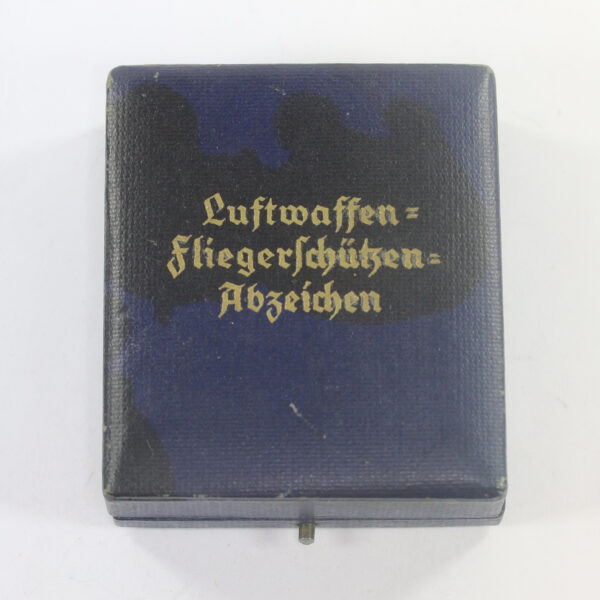 Luftwaffen=
Fliegerschützen=
Abzeichen